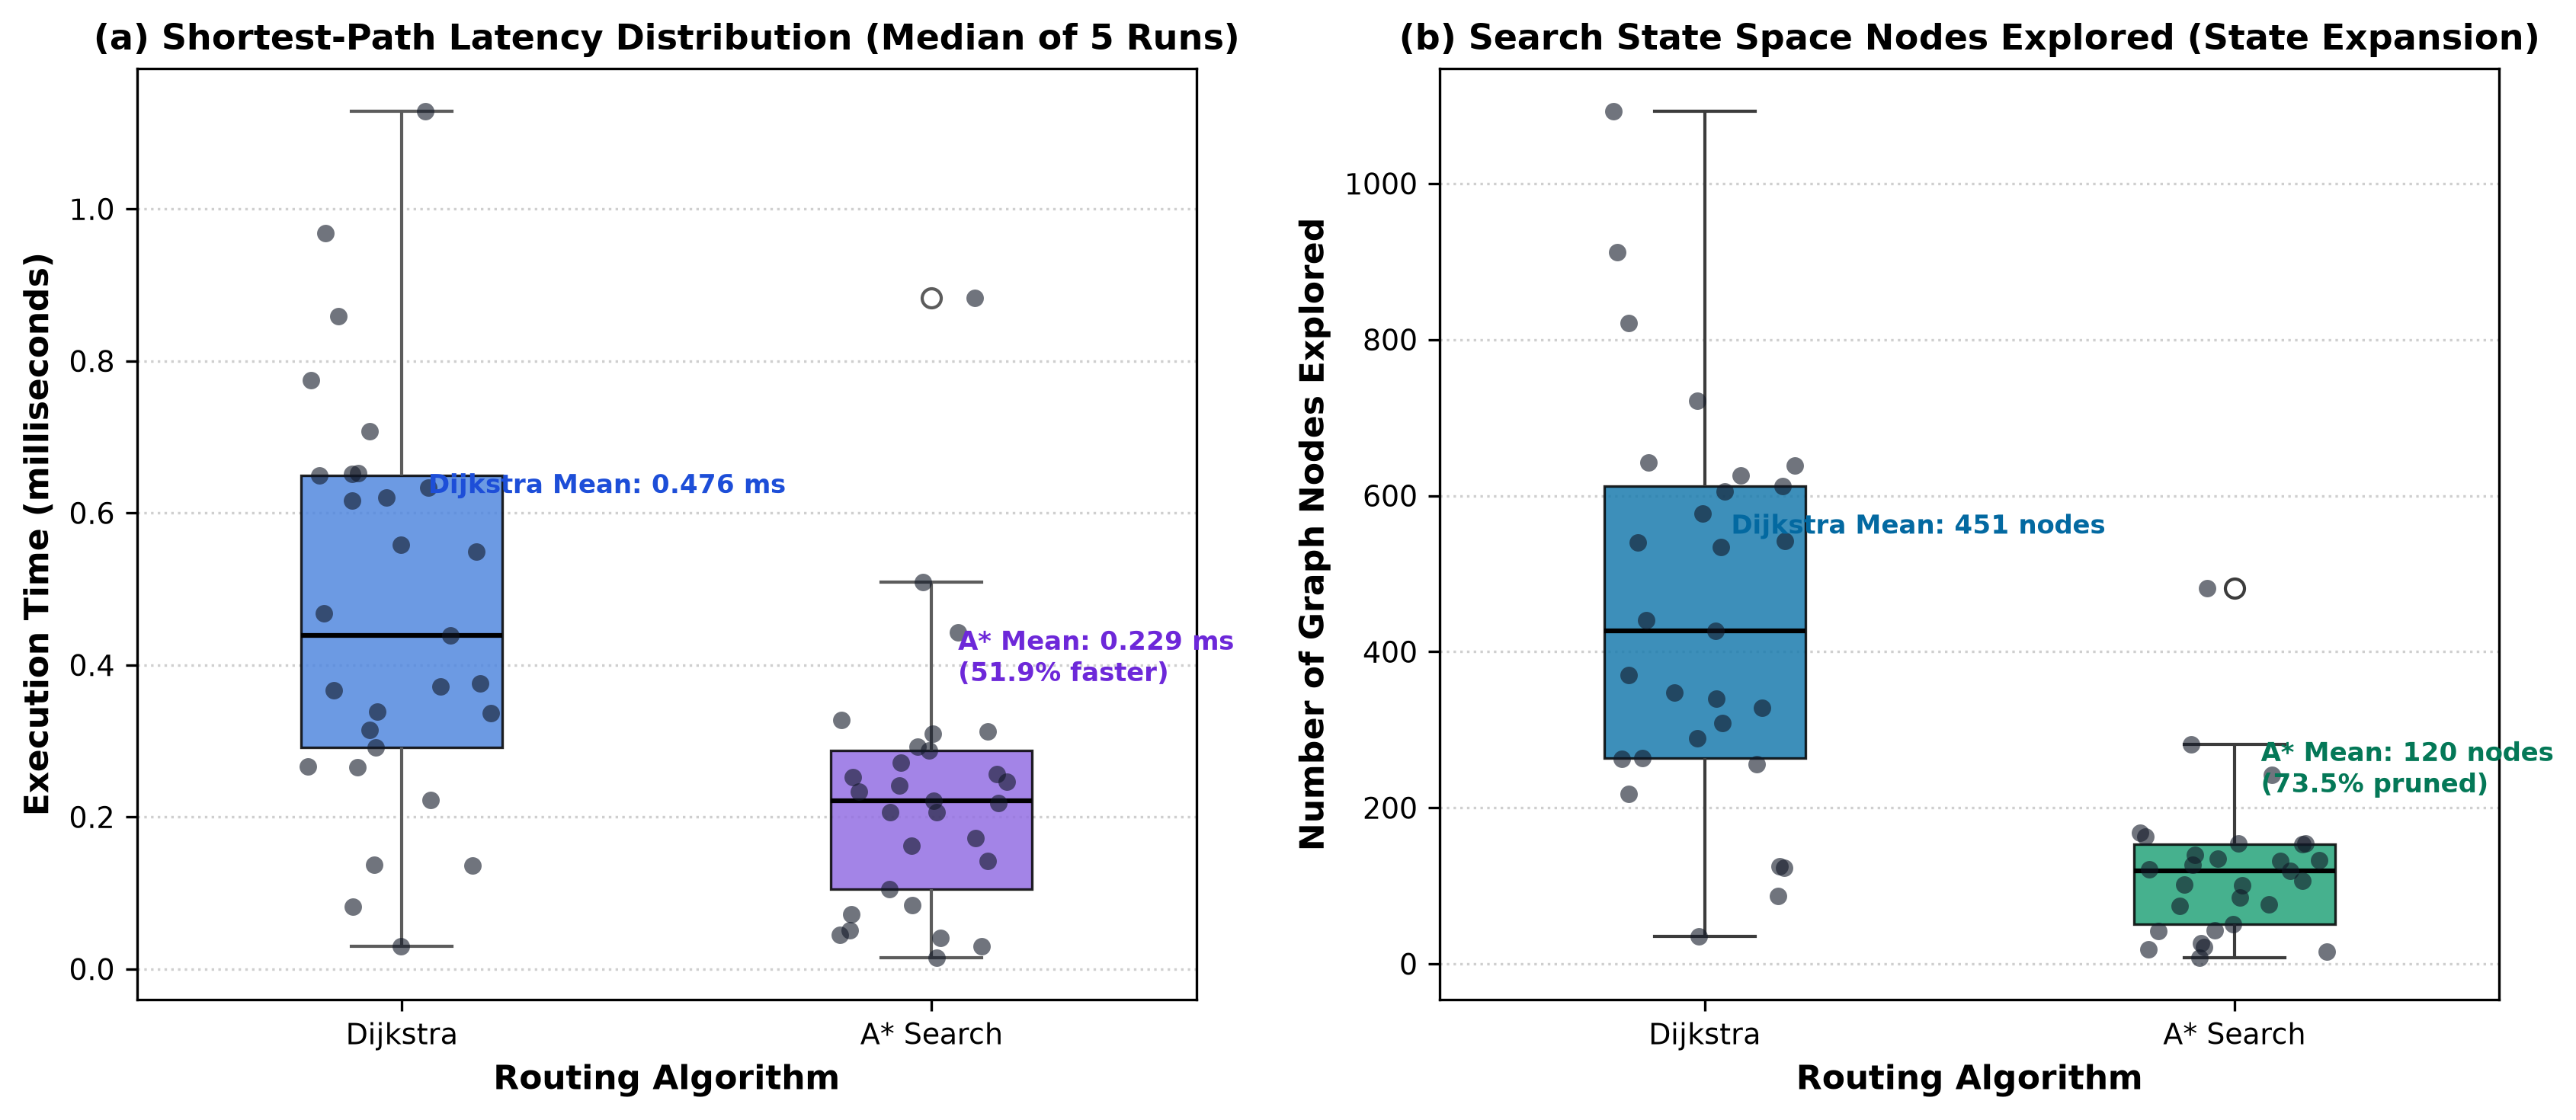 (a) Shortest-Path Latency Distribution (Median of 5 Runs)
Execution Time (milliseconds)
1.0
0.8
0.6
0.4
0.2
0.0
Dijkstra Mean: 0.476 ms
A* Mean: 0.229 ms
(51.9% faster)
Dijkstra
A* Search
Routing Algorithm
(b) Search State Space Nodes Explored (State Expansion)
Number of Graph Nodes Explored
1000
800
600
400
200
0
Dijkstra Mean: 451 nodes
A* Mean: 120 nodes
(73.5% pruned)
Dijkstra
A* Search
Routing Algorithm